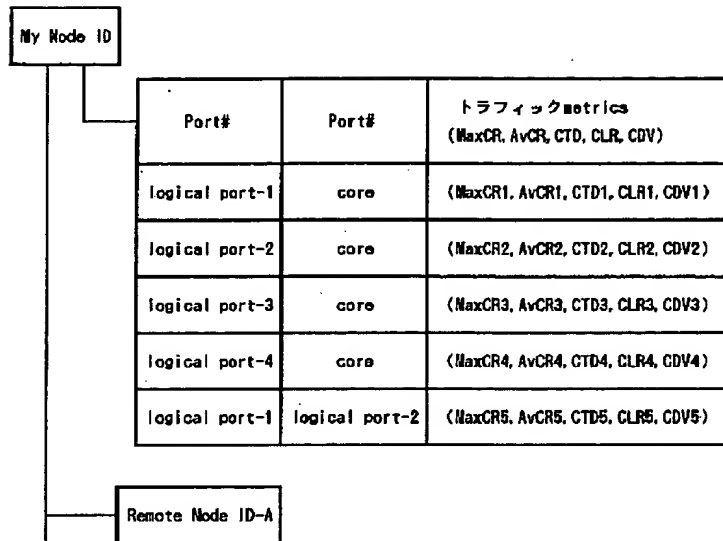 My Node ID
Port# Port# トラフィックmetrics
(MaxCR, AvCR, CTD, CLR, CDV)
logical port-1 core (MaxCR1, AvCR1, CTD1, CLR1, CDV1)
logical port-2 core (MaxCR2, AvCR2, CTD2, CLR2, CDV2)
logical port-3 core (MaxCR3, AvCR3, CTD3, CLR3, CDV3)
logical port-4 core (MaxCR4, AvCR4, CTD4, CLR4, CDV4)
logical port-1 logical port-2 (MaxCR5, AvCR5, CTD5, CLR5, CDV5)
Remote Node ID-A